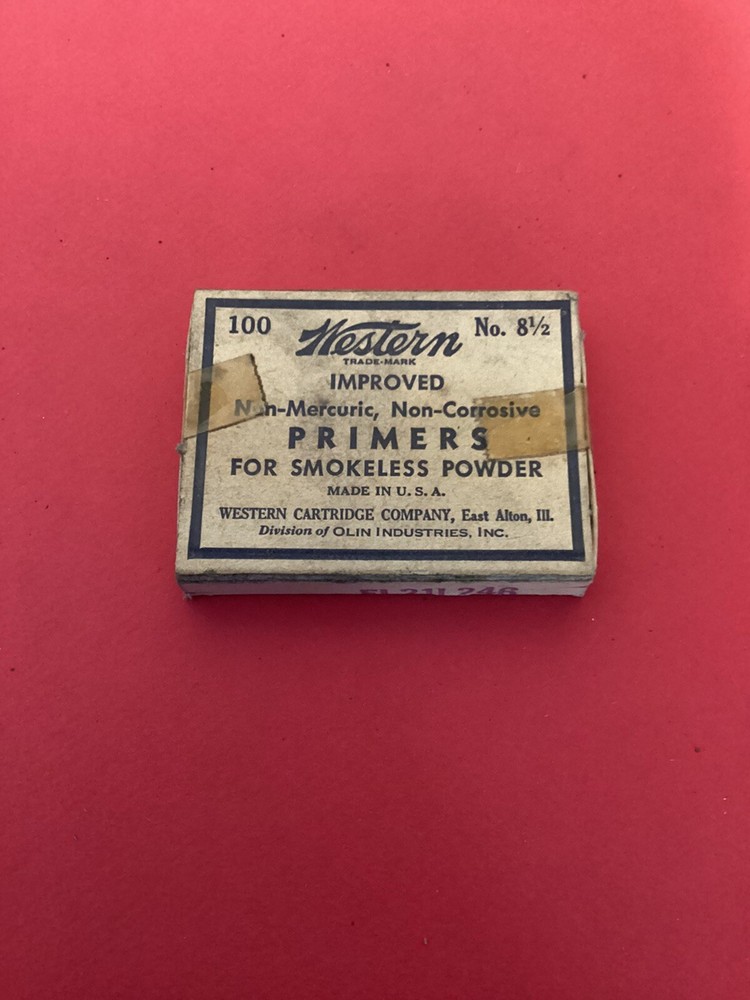 100 Western No. 8½
TRADE-MARK
IMPROVED
Non-Mercuric, Non-Corrosive
PRIMERS
FOR SMOKELESS POWDER
MADE IN U. S. A.
WESTERN CARTRIDGE COMPANY, East Alton, Ill.
Division of OLIN INDUSTRIES, INC.
246